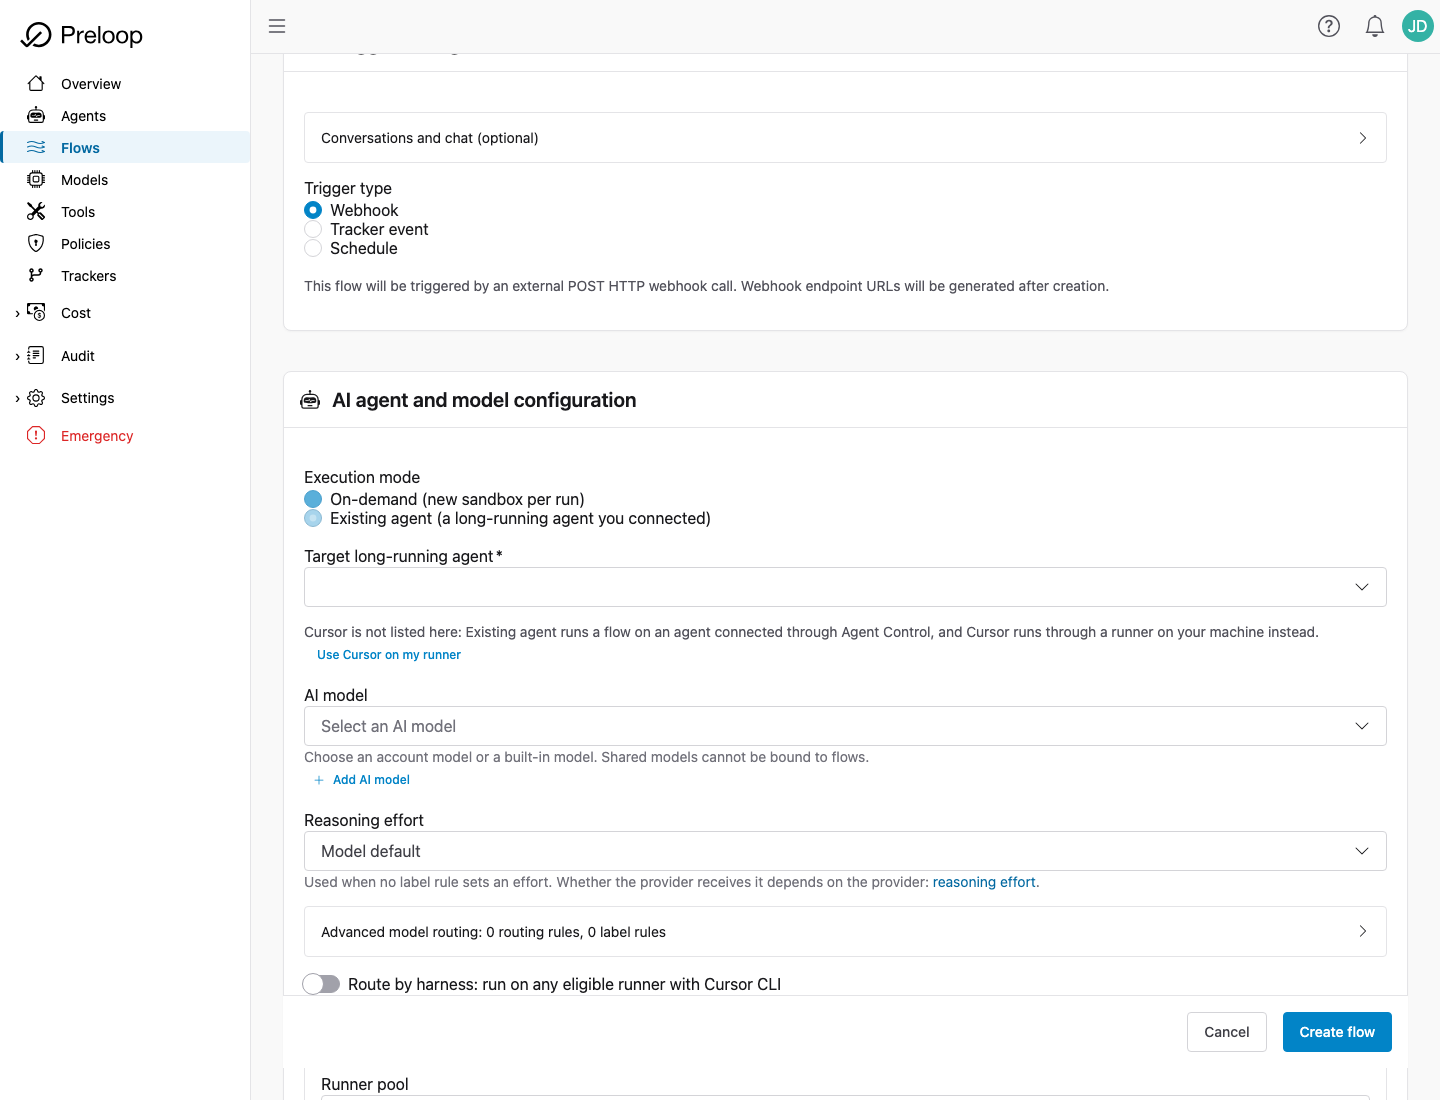 Preloop
JD
Overview
Agents
Flows
Models
Tools
Policies
Trackers
Cost
Audit
Settings
Emergency
Conversations and chat (optional)
Trigger type
Webhook
Tracker event
Schedule
This flow will be triggered by an external POST HTTP webhook call. Webhook endpoint URLs will be generated after creation.
AI agent and model configuration
Execution mode
On-demand (new sandbox per run)
Existing agent (a long-running agent you connected)
Target long-running agent *
Cursor is not listed here: Existing agent runs a flow on an agent connected through Agent Control, and Cursor runs through a runner on your machine instead.
Use Cursor on my runner
AI model
Select an AI model
Choose an account model or a built-in model. Shared models cannot be bound to flows.
Add AI model
Reasoning effort
Model default
Used when no label rule sets an effort. Whether the provider receives it depends on the provider: reasoning effort.
Advanced model routing: 0 routing rules, 0 label rules
Route by harness: run on any eligible runner with Cursor CLI
Cancel
Create flow
Runner pool